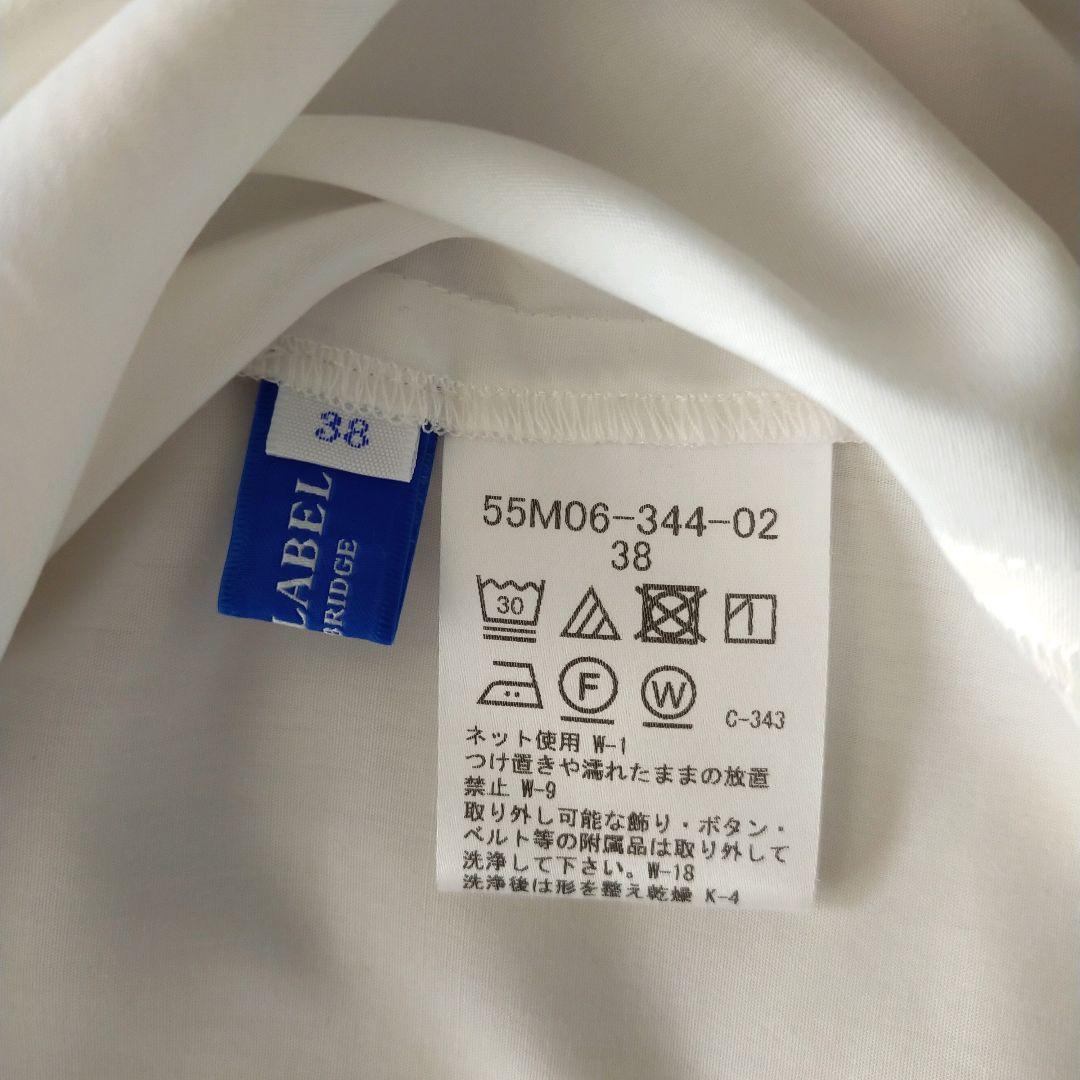 38
LABEL
BRIDGE
55M06-344-02
38
30
F
W
C-343
ネット使用 W-1
つけ置きや濡れたままの放置
禁止 W-9
取り外し可能な飾り・ボタン・
ベルト等の附属品は取り外して
洗浄して下さい。W-18
洗浄後は形を整え乾燥 K-4